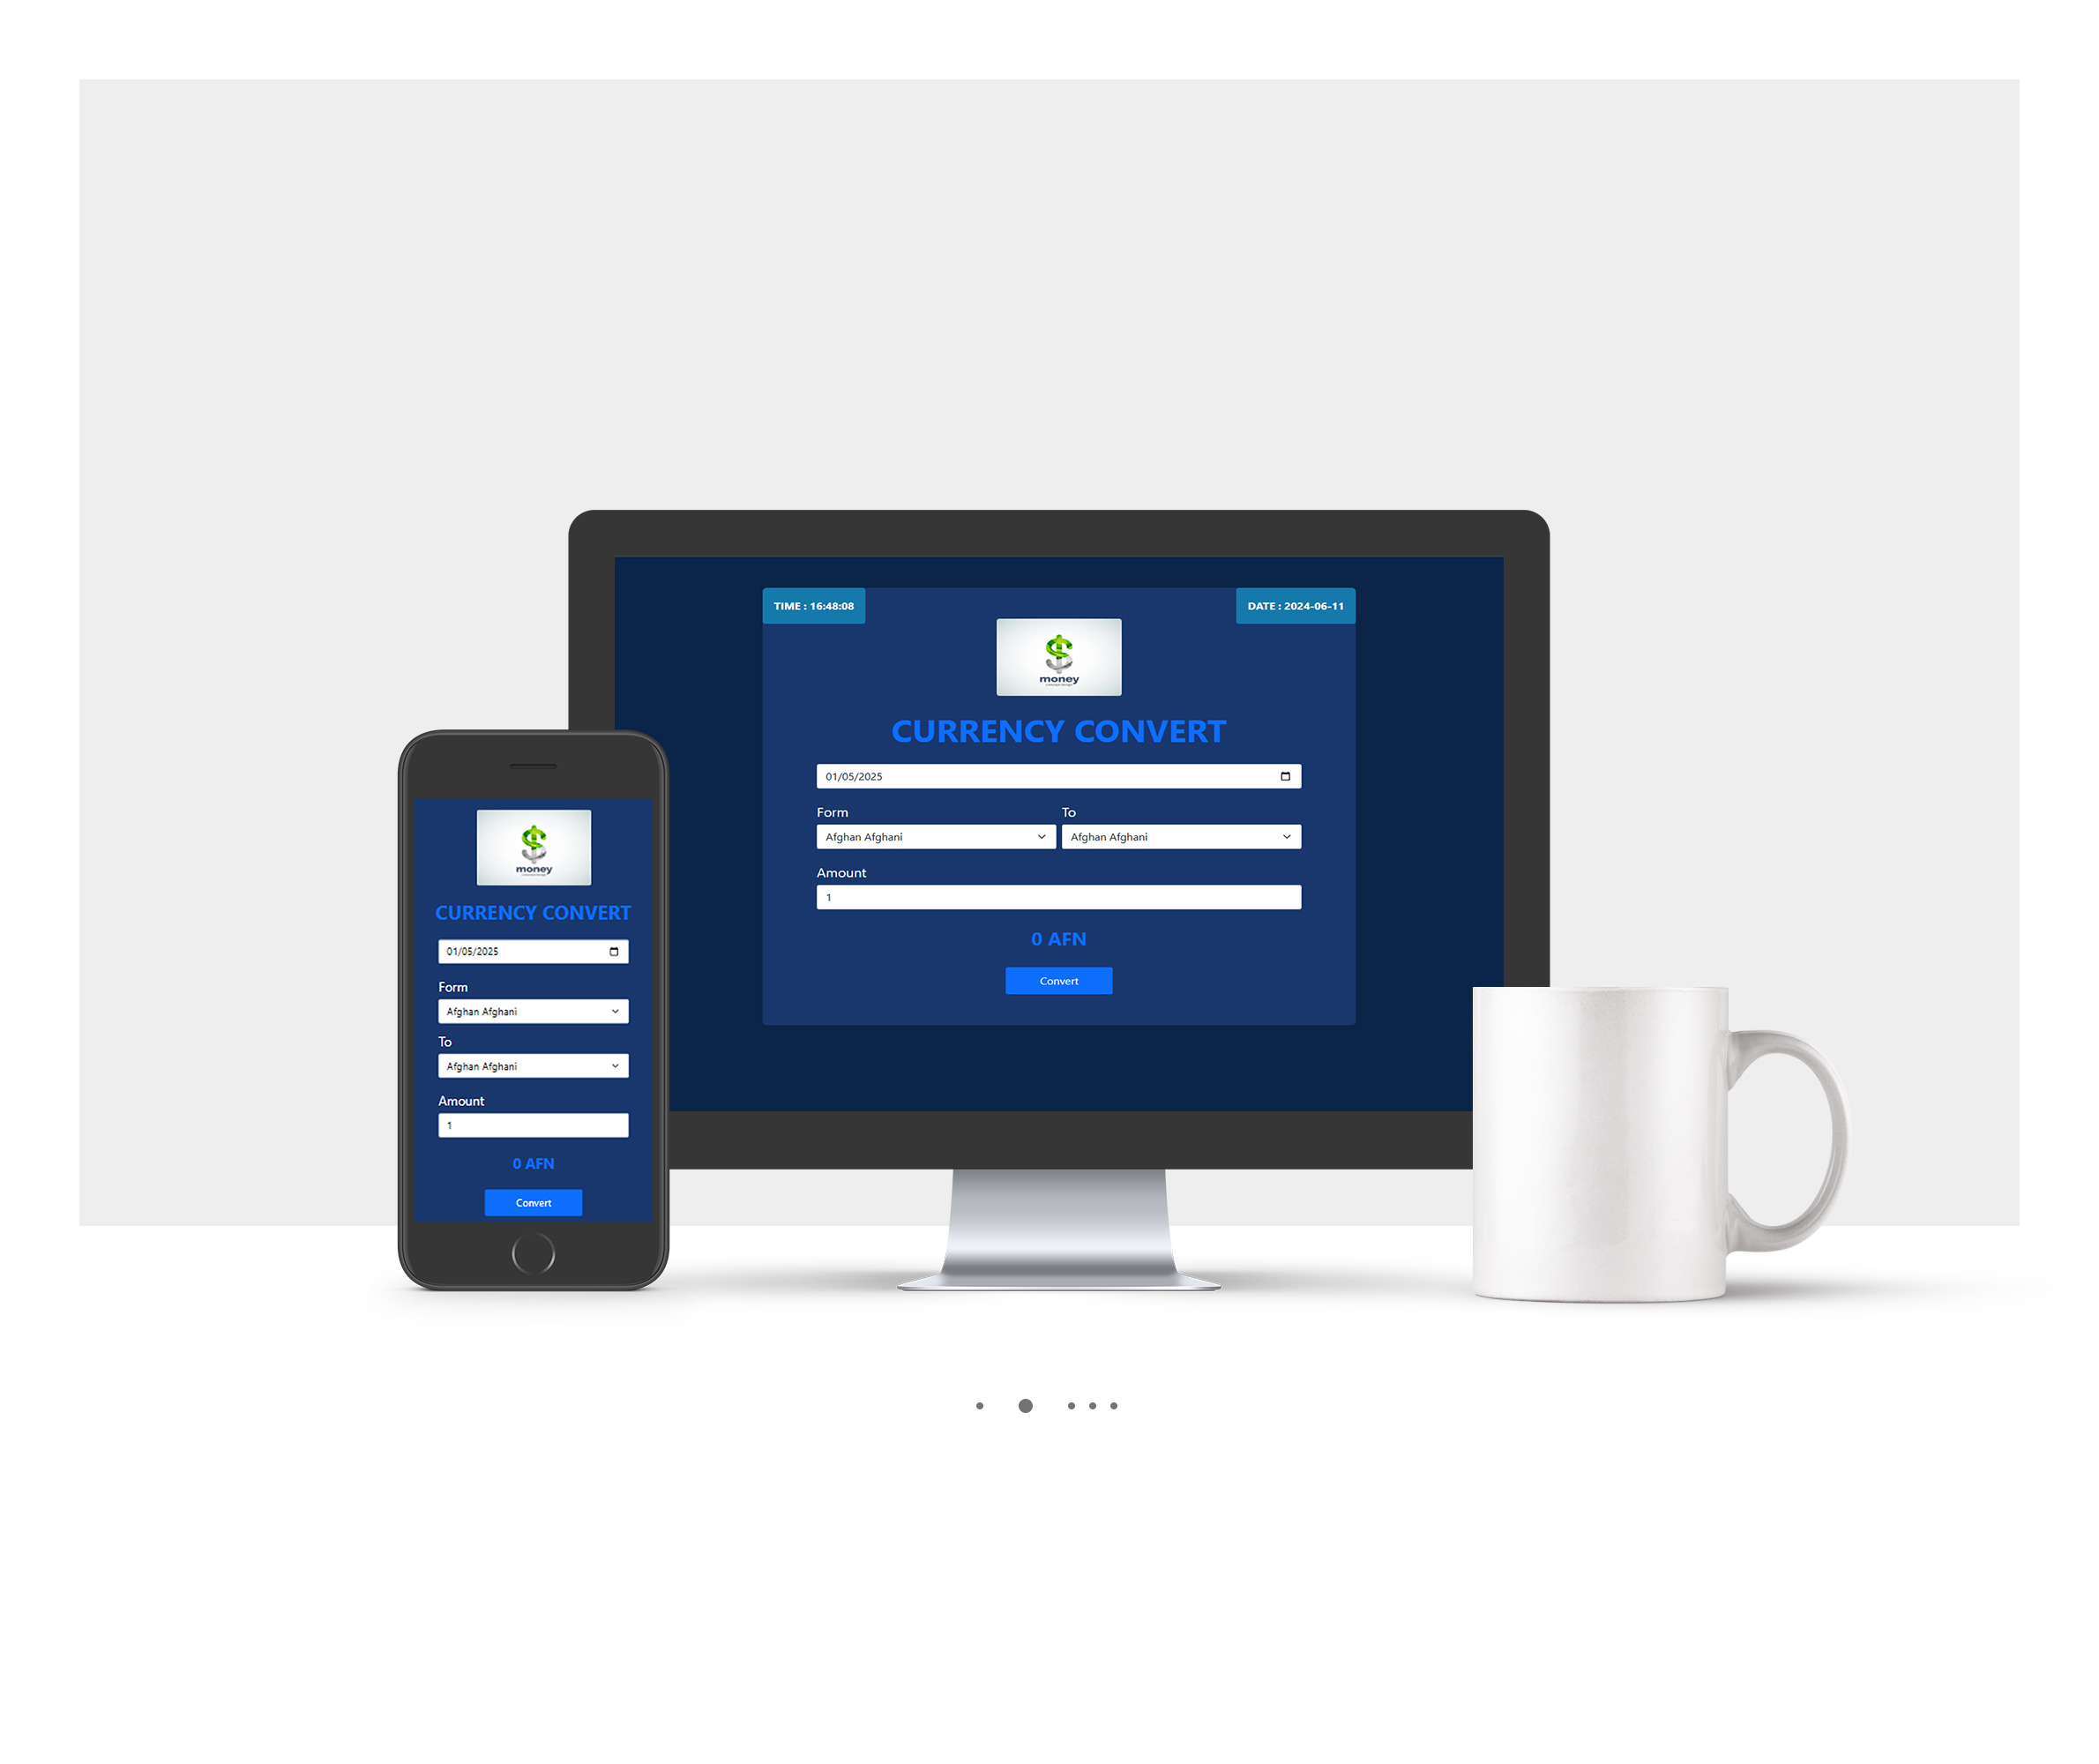 TIME : 16:48:08
DATE : 2024-06-11
money
CURRENCY CONVERT
01/05/2025
Form
To
Afghan Afghani
Afghan Afghani
Amount
1
0 AFN
Convert
money
CURRENCY CONVERT
01/05/2025
Form
Afghan Afghani
To
Afghan Afghani
Amount
1
0 AFN
Convert